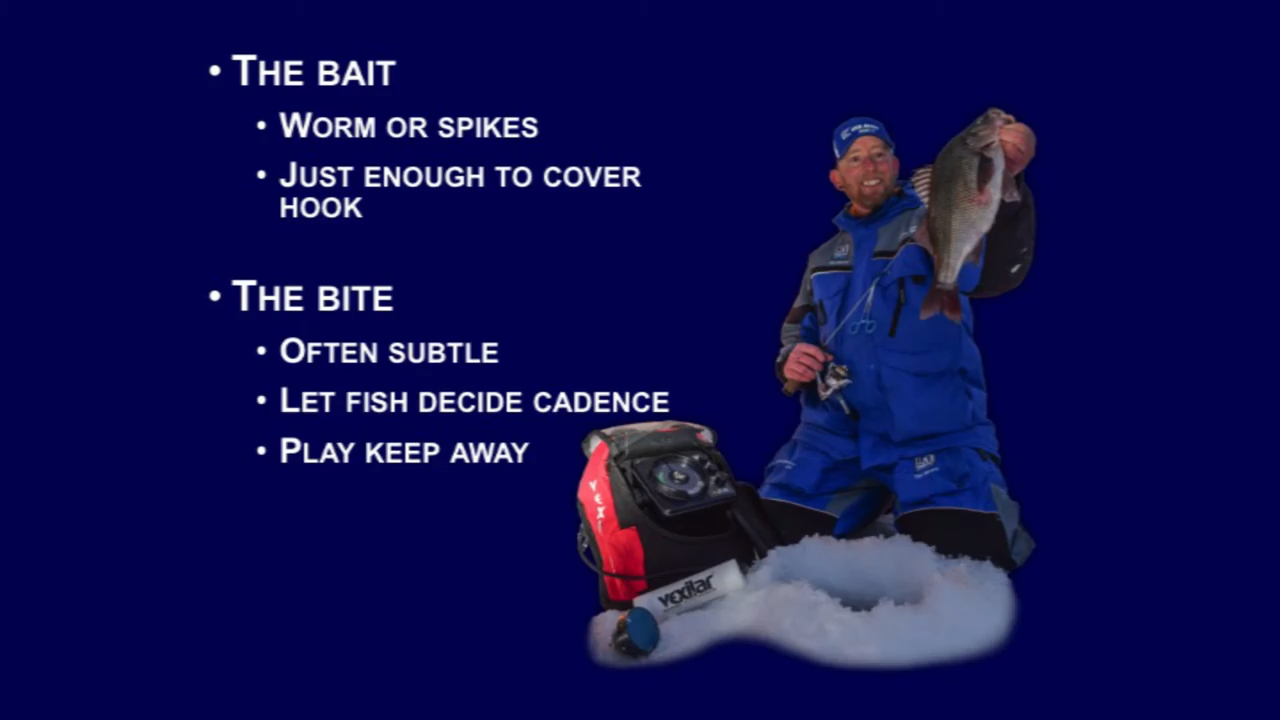 • THE BAIT
• WORM OR SPIKES
• JUST ENOUGH TO COVER
HOOK
• THE BITE
• OFTEN SUBTLE
• LET FISH DECIDE CADENCE
• PLAY KEEP AWAY
vexilar